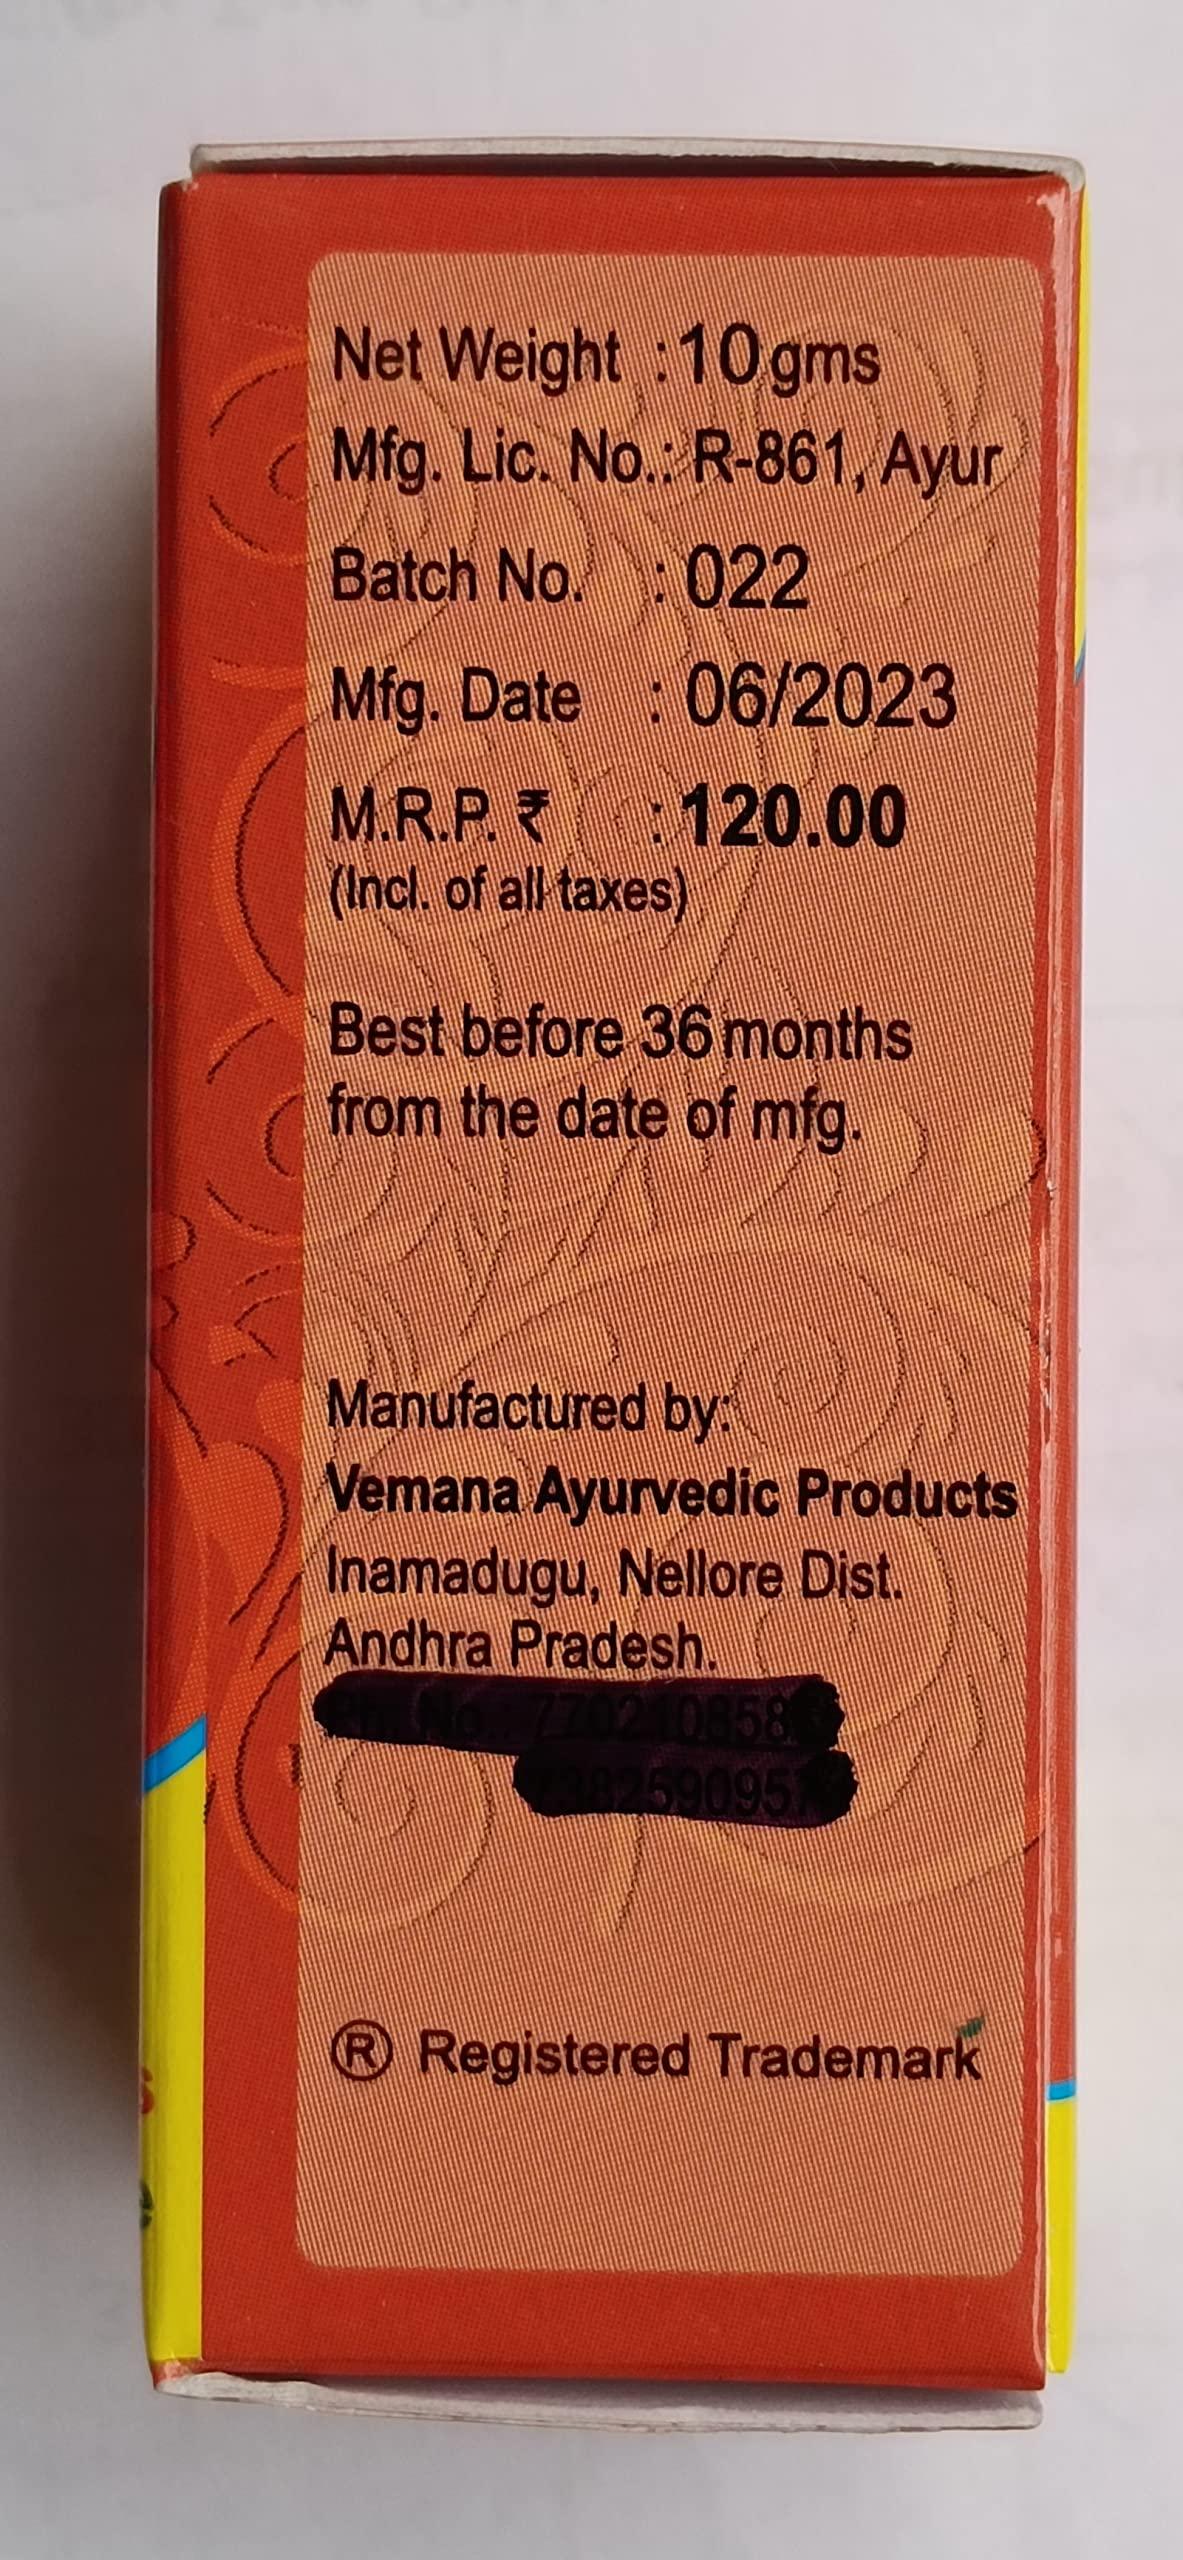 Net Weight : 10 gms
Mfg. Lic. No.: R-861, Ayur
Batch No. : 022
Mfg. Date : 06/2023
M.R.P. ₹ : 120.00
(Incl. of all taxes)
Best before 36 months
from the date of mfg.
Manufactured by:
Vemana Ayurvedic Products
Inamadugu, Nellore Dist.
Andhra Pradesh.
® Registered Trademark